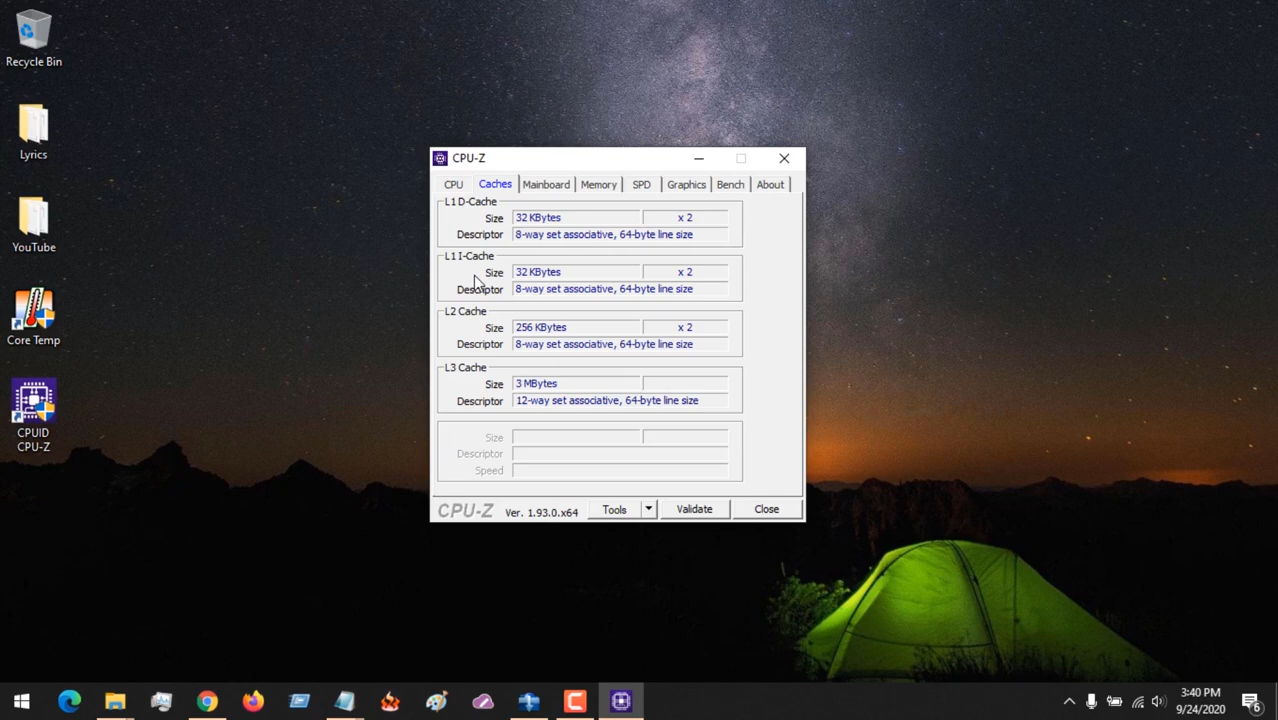 Recycle Bin
Lyrics
YouTube
Core Temp
CPUID
CPU-Z
CPU-Z
CPU Caches Mainboard Memory SPD Graphics Bench About
L1 D-Cache
Size 32 KBytes x 2
Descriptor 8-way set associative, 64-byte line size
L1 I-Cache
Size 32 KBytes x 2
Descriptor 8-way set associative, 64-byte line size
L2 Cache
Size 256 KBytes x 2
Descriptor 8-way set associative, 64-byte line size
L3 Cache
Size 3 MBytes
Descriptor 12-way set associative, 64-byte line size
Size
Descriptor
Speed
CPU-Z Ver. 1.93.0.x64 Tools Validate Close
3:40 PM
9/24/2020
6